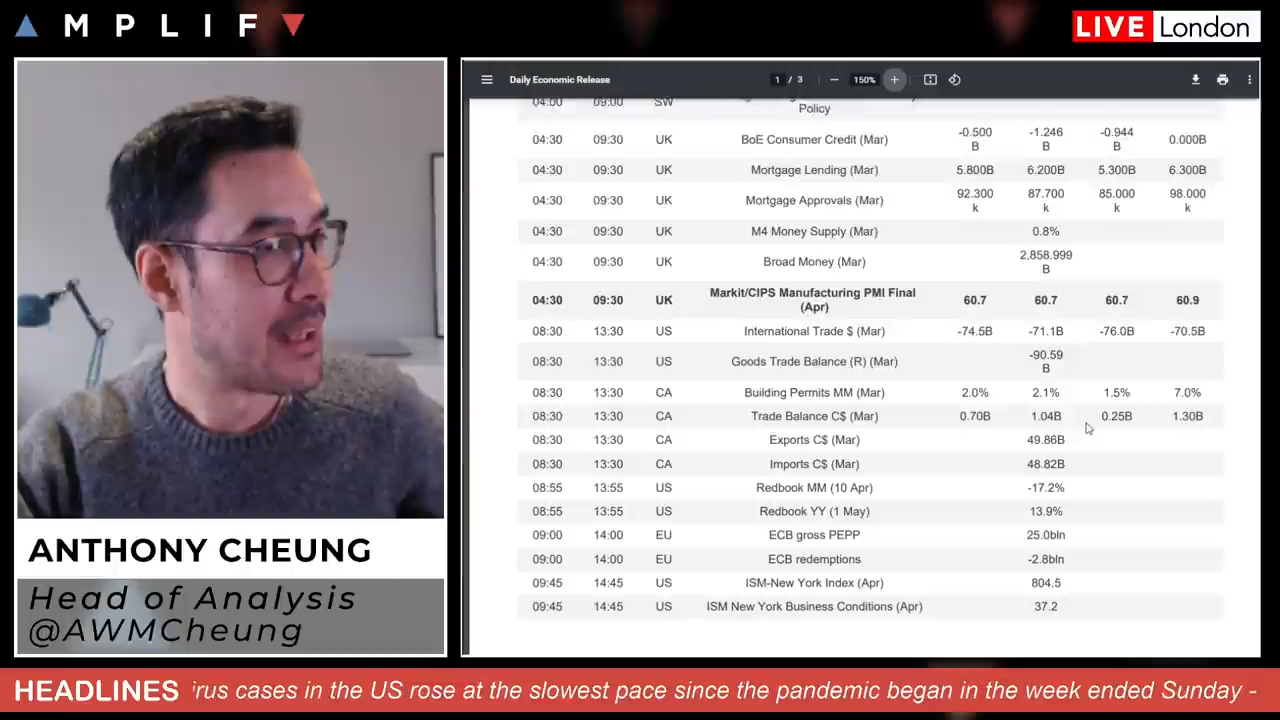 AMPLIFY
LIVE London
Daily Economic Release
1 / 3
150%
04:00 09:00 SW
Policy
04:30 09:30 UK BoE Consumer Credit (Mar) -0.500 B -1.246 B -0.944 B 0.000B
04:30 09:30 UK Mortgage Lending (Mar) 5.800B 6.200B 5.300B 6.300B
04:30 09:30 UK Mortgage Approvals (Mar) 92.300 k 87.700 k 85.000 k 98.000 k
04:30 09:30 UK M4 Money Supply (Mar) 0.8%
04:30 09:30 UK Broad Money (Mar) 2,858.999 B
04:30 09:30 UK Markit/CIPS Manufacturing PMI Final (Apr) 60.7 60.7 60.7 60.9
08:30 13:30 US International Trade $ (Mar) -74.5B -71.1B -76.0B -70.5B
08:30 13:30 US Goods Trade Balance (R) (Mar) -90.59 B
08:30 13:30 CA Building Permits MM (Mar) 2.0% 2.1% 1.5% 7.0%
08:30 13:30 CA Trade Balance C$ (Mar) 0.70B 1.04B 0.25B 1.30B
08:30 13:30 CA Exports C$ (Mar) 49.86B
08:30 13:30 CA Imports C$ (Mar) 48.82B
08:55 13:55 US Redbook MM (10 Apr) -17.2%
08:55 13:55 US Redbook YY (1 May) 13.9%
09:00 14:00 EU ECB gross PEPP 25.0bln
09:00 14:00 EU ECB redemptions -2.8bln
09:45 14:45 US ISM-New York Index (Apr) 804.5
09:45 14:45 US ISM New York Business Conditions (Apr) 37.2
ANTHONY CHEUNG
Head of Analysis
@AWMCheung
HEADLINES rus cases in the US rose at the slowest pace since the pandemic began in the week ended Sunday -